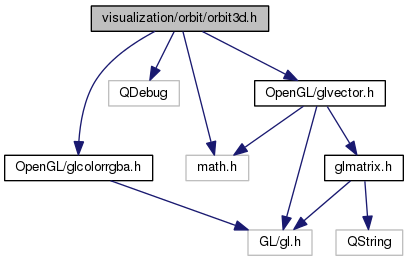 visualization/orbit/orbit3d.h
QDebug
OpenGL/glvector.h
OpenGL/glcolorrgba.h
math.h
glmatrix.h
GL/gl.h
QString